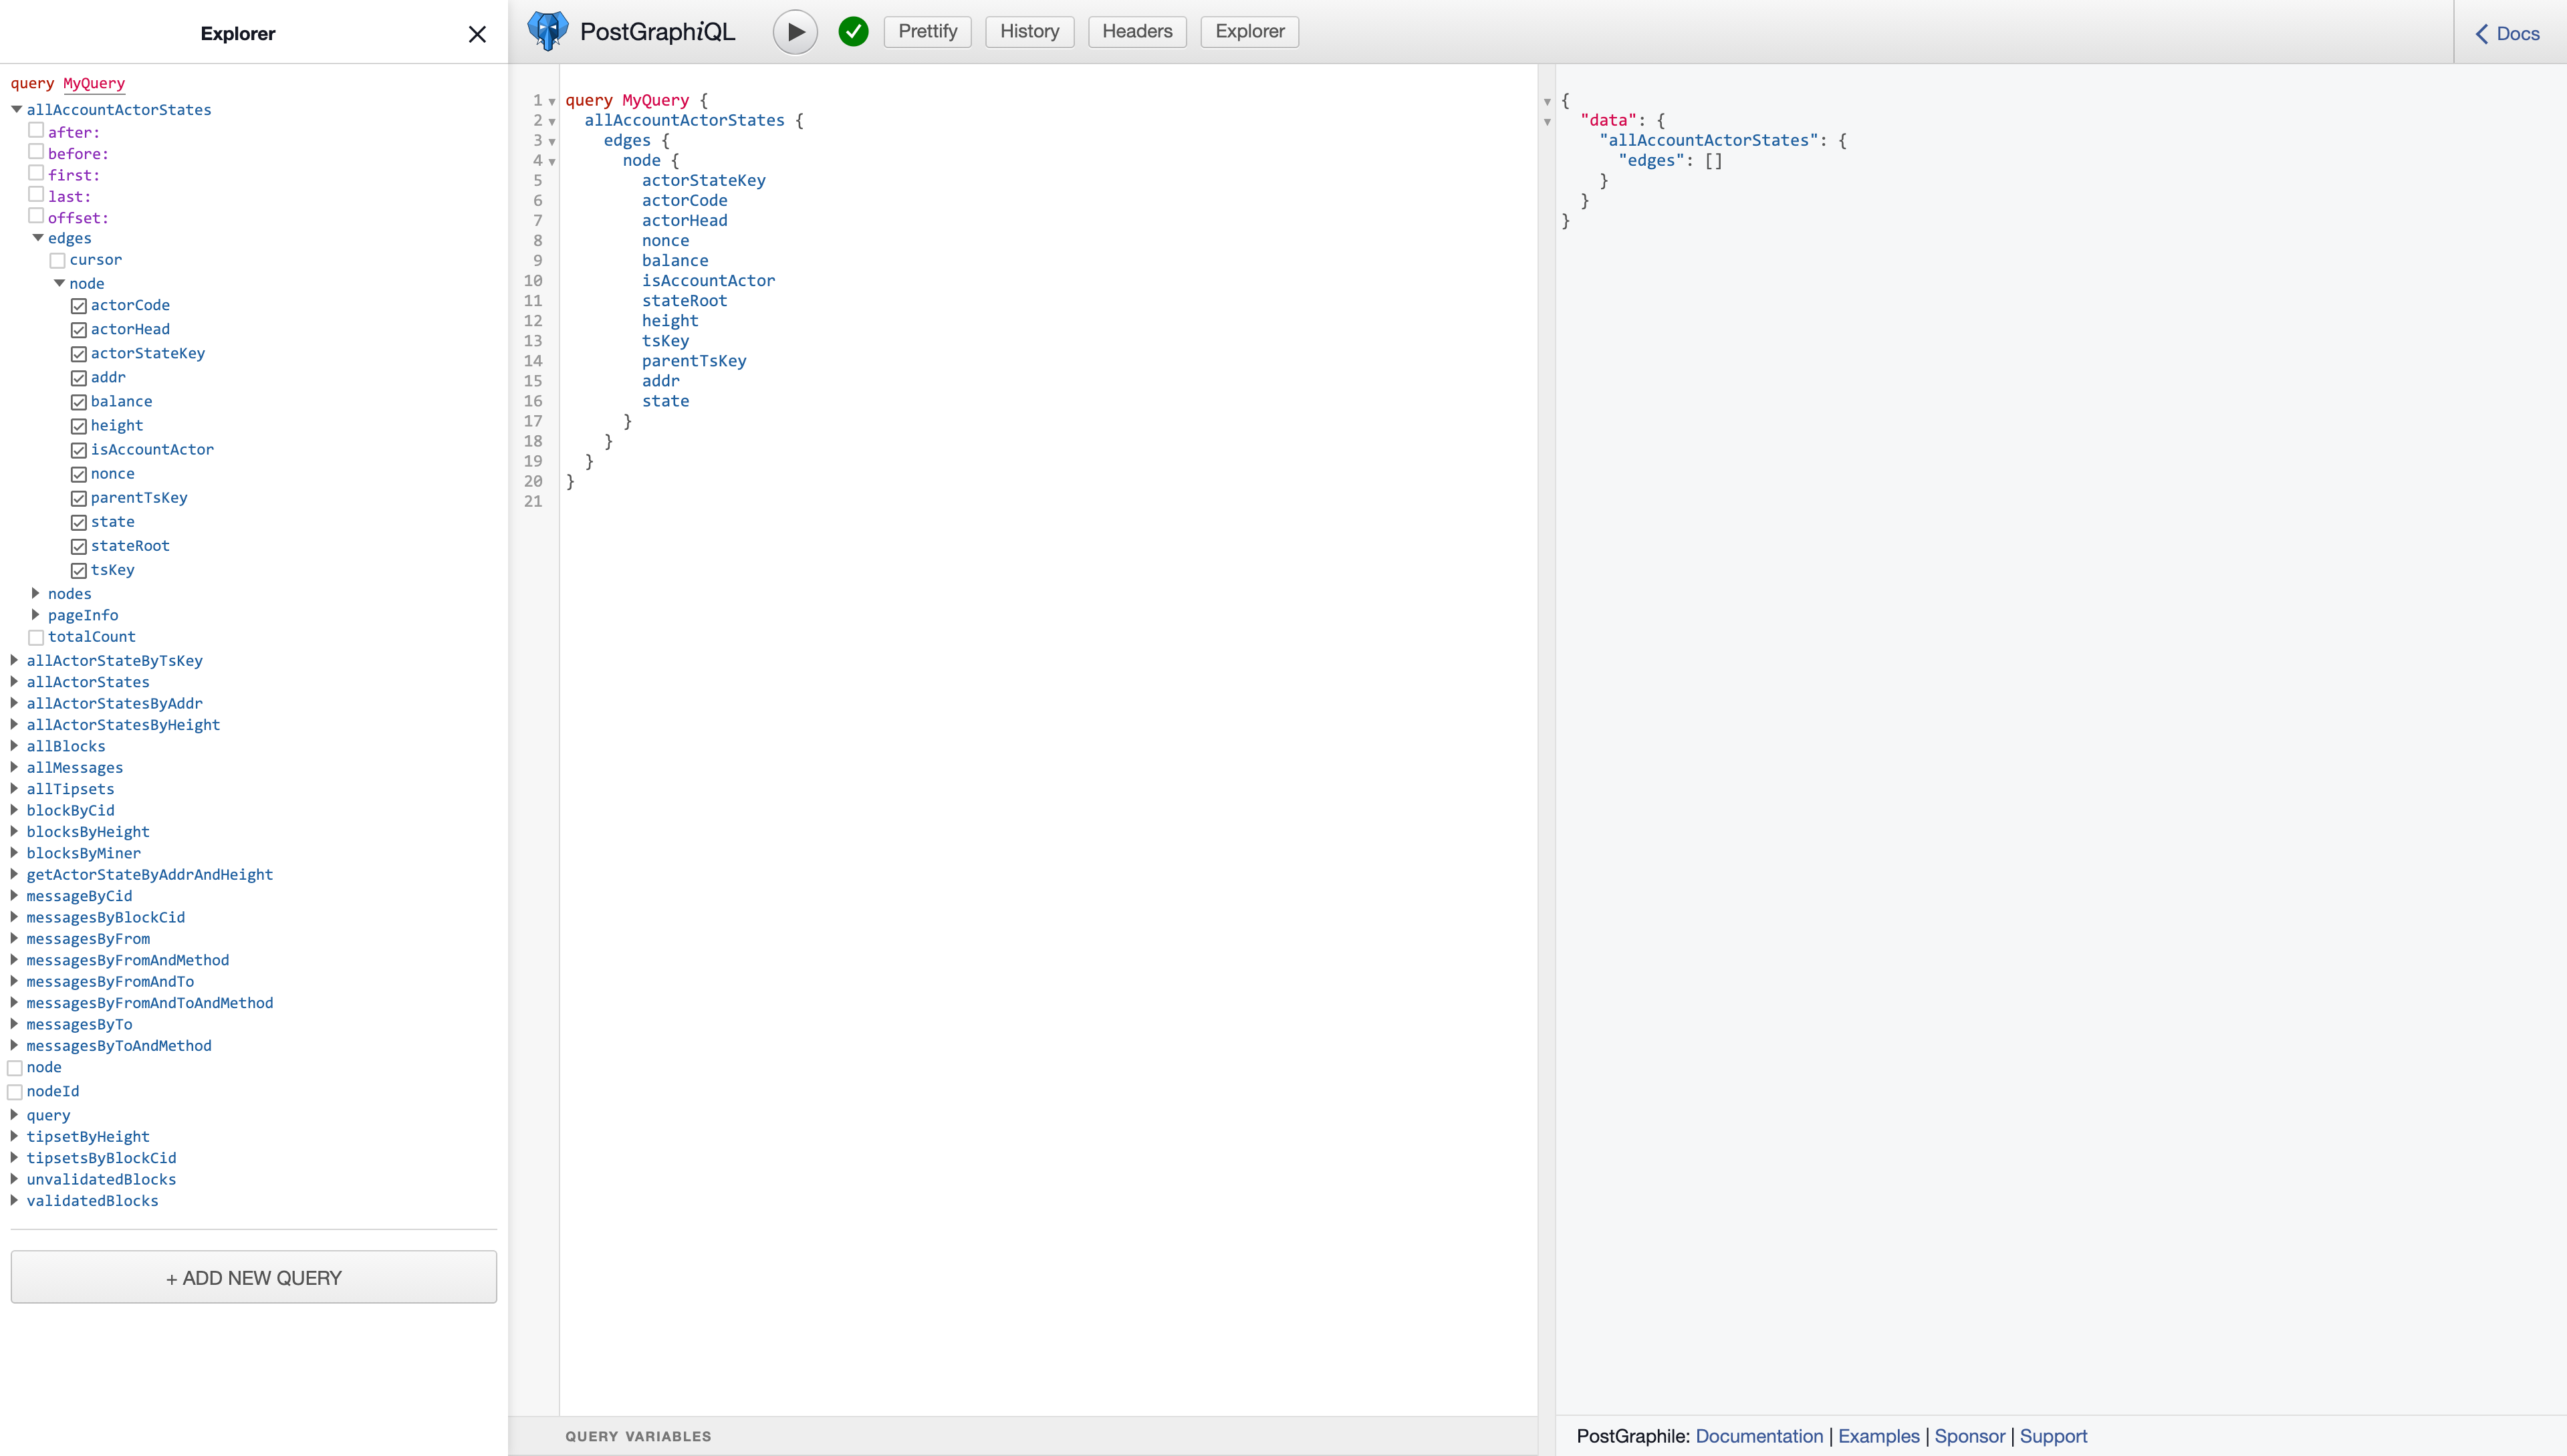 Explorer
query MyQuery
allAccountActorStates
after:
before:
first:
last:
offset:
edges
cursor
node
actorCode
actorHead
actorStateKey
addr
balance
height
isAccountActor
nonce
parentTsKey
state
stateRoot
tsKey
nodes
pageInfo
totalCount
allActorStateByTsKey
allActorStates
allActorStatesByAddr
allActorStatesByHeight
allBlocks
allMessages
allTipsets
blockByCid
blocksByHeight
blocksByMiner
getActorStateByAddrAndHeight
messageByCid
messagesByBlockCid
messagesByFrom
messagesByFromAndMethod
messagesByFromAndTo
messagesByFromAndToAndMethod
messagesByTo
messagesByToAndMethod
node
nodeId
query
tipsetByHeight
tipsetsByBlockCid
unvalidatedBlocks
validatedBlocks
+ ADD NEW QUERY
PostGraphiQL Prettify History Headers Explorer Docs
1 query MyQuery {
2 allAccountActorStates {
3 edges {
4 node {
5 actorStateKey
6 actorCode
7 actorHead
8 nonce
9 balance
10 isAccountActor
11 stateRoot
12 height
13 tsKey
14 parentTsKey
15 addr
16 state
17 }
18 }
19 }
20 }
21
QUERY VARIABLES
{
"data": {
"allAccountActorStates": {
"edges": []
}
}
}
PostGraphile: Documentation | Examples | Sponsor | Support